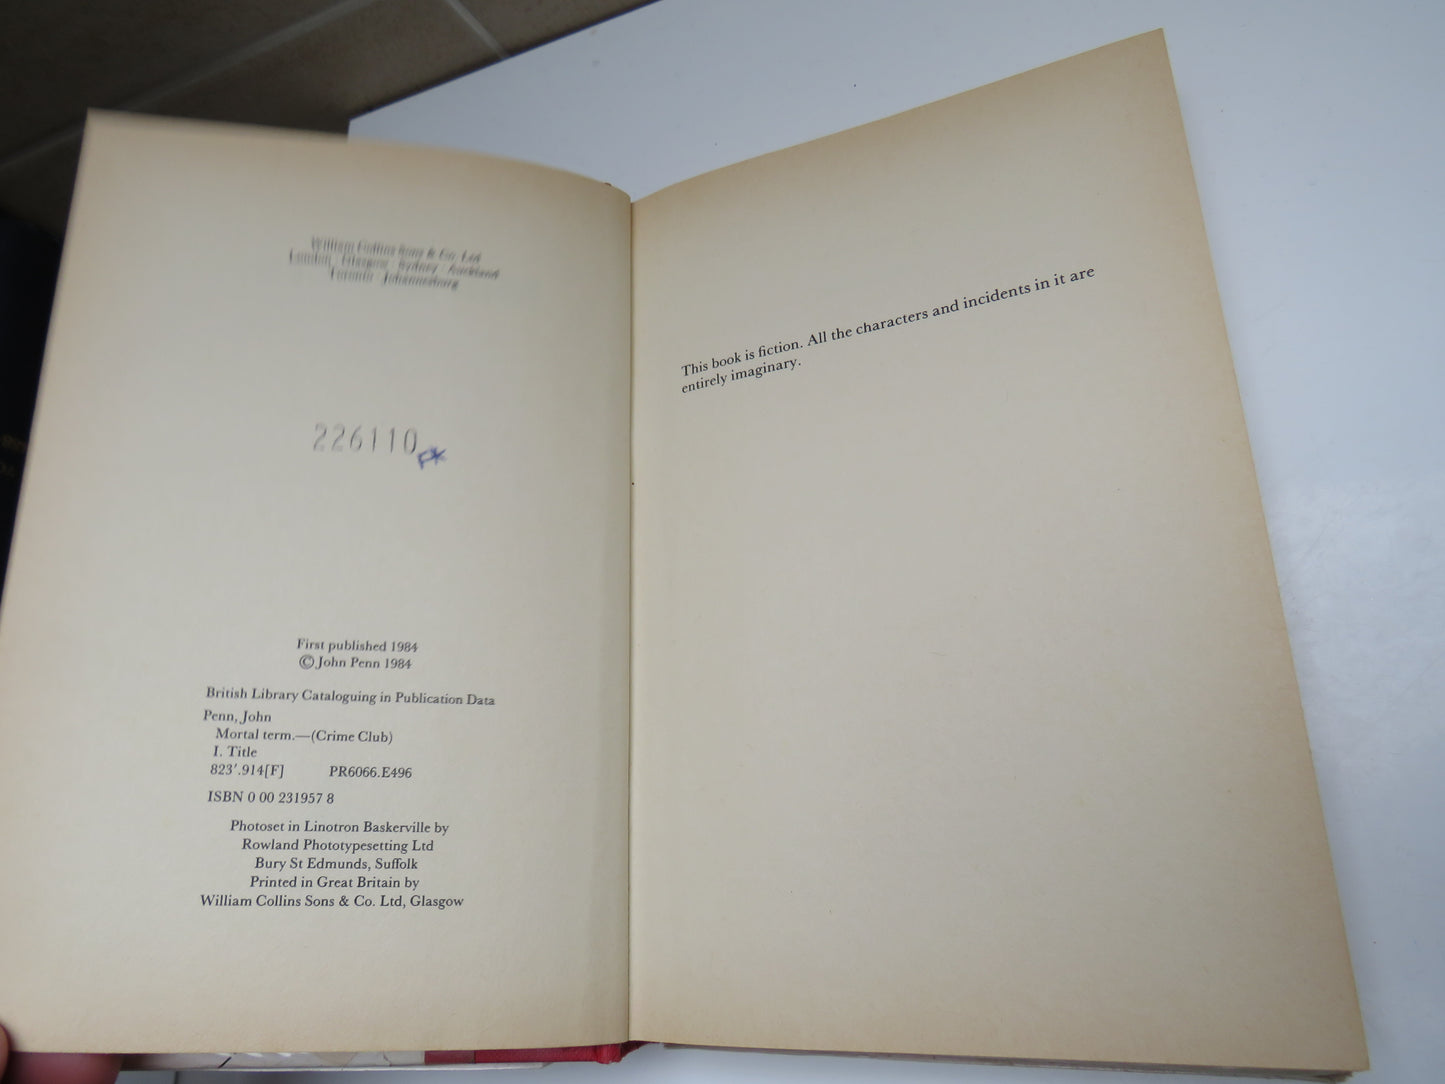 William Collins Sons & Co. Ltd
London · Glasgow · Sydney · Auckland
Toronto · Johannesburg
226110
First published 1984
© John Penn 1984
British Library Cataloguing in Publication Data
Penn, John
Mortal term.—(Crime Club)
I. Title
823'.914[F] PR6066.E496
ISBN 0 00 231957 8
Photoset in Linotron Baskerville by
Rowland Phototypesetting Ltd
Bury St Edmunds, Suffolk
Printed in Great Britain by
William Collins Sons & Co. Ltd, Glasgow
This book is fiction. All the characters and incidents in it are
entirely imaginary.